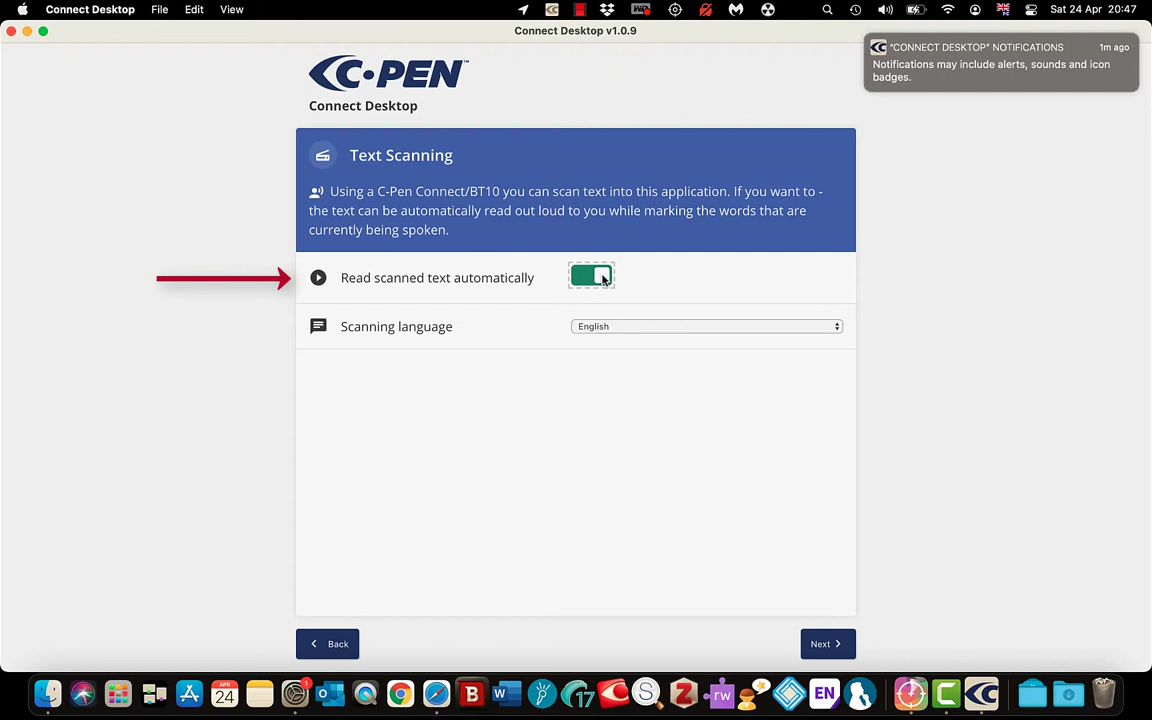 Connect Desktop File Edit View Sat 24 Apr 20:47
Connect Desktop v1.0.9
"CONNECT DESKTOP" NOTIFICATIONS 1m ago
Notifications may include alerts, sounds and icon
badges.
C-PEN
Connect Desktop
Text Scanning
Using a C-Pen Connect/BT10 you can scan text into this application. If you want to -
the text can be automatically read out loud to you while marking the words that are
currently being spoken.
Read scanned text automatically
Scanning language English
Back Next
APR
24
1
B
W
17
S
Z
rw
EN
C